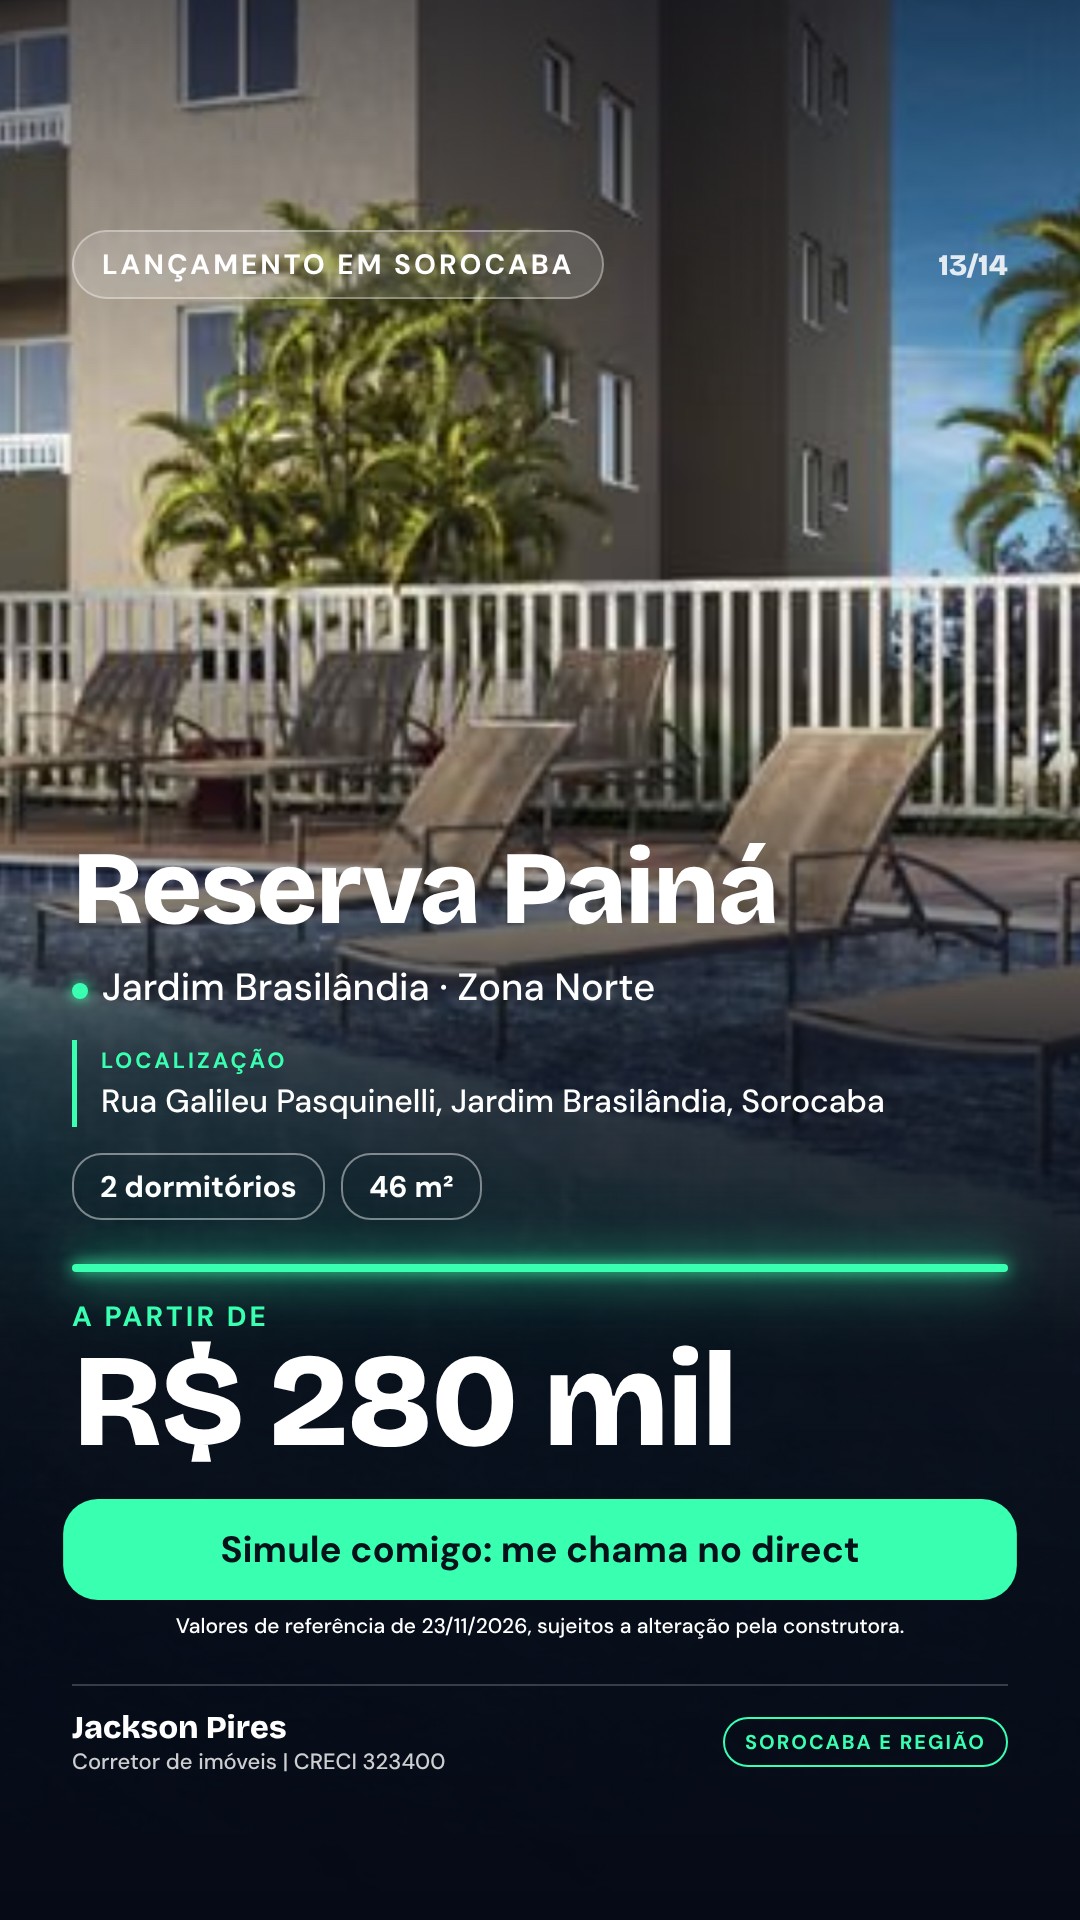 LANÇAMENTO EM SOROCABA
13/14
Reserva Painá
Jardim Brasilândia · Zona Norte
LOCALIZAÇÃO
Rua Galileu Pasquinelli, Jardim Brasilândia, Sorocaba
2 dormitórios
46 m²
A PARTIR DE
R$ 280 mil
Simule comigo: me chama no direct
Valores de referência de 23/11/2026, sujeitos a alteração pela construtora.
Jackson Pires
Corretor de imóveis | CRECI 323400
SOROCABA E REGIÃO